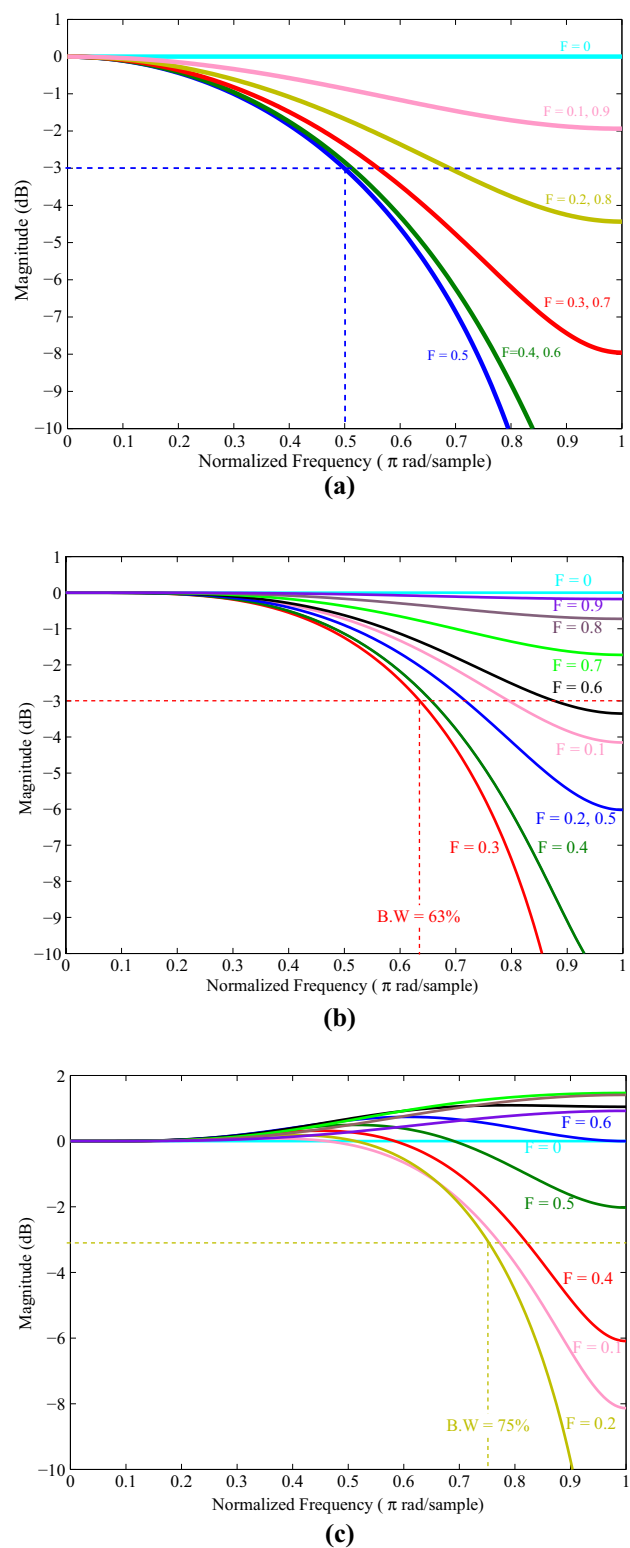 1
0
−1
−2
−3
−4
−5
−6
−7
−8
−9
−10
Magnitude (dB)
F = 0
F = 0.1, 0.9
F = 0.2, 0.8
F = 0.3, 0.7
F=0.4, 0.6
F = 0.5
0 0.1 0.2 0.3 0.4 0.5 0.6 0.7 0.8 0.9 1
Normalized Frequency ( π rad/sample)
(a)
1
0
−1
−2
−3
−4
−5
−6
−7
−8
−9
−10
Magnitude (dB)
F = 0
F = 0.9
F = 0.8
F = 0.7
F = 0.6
F = 0.1
F = 0.2, 0.5
F = 0.3
F = 0.4
B.W = 63%
0 0.1 0.2 0.3 0.4 0.5 0.6 0.7 0.8 0.9 1
Normalized Frequency ( π rad/sample)
(b)
2
0
−2
−4
−6
−8
−10
Magnitude (dB)
F = 0.6
F = 0
F = 0.5
F = 0.4
F = 0.1
F = 0.2
B.W = 75%
0 0.1 0.2 0.3 0.4 0.5 0.6 0.7 0.8 0.9 1
Normalized Frequency ( π rad/sample)
(c)